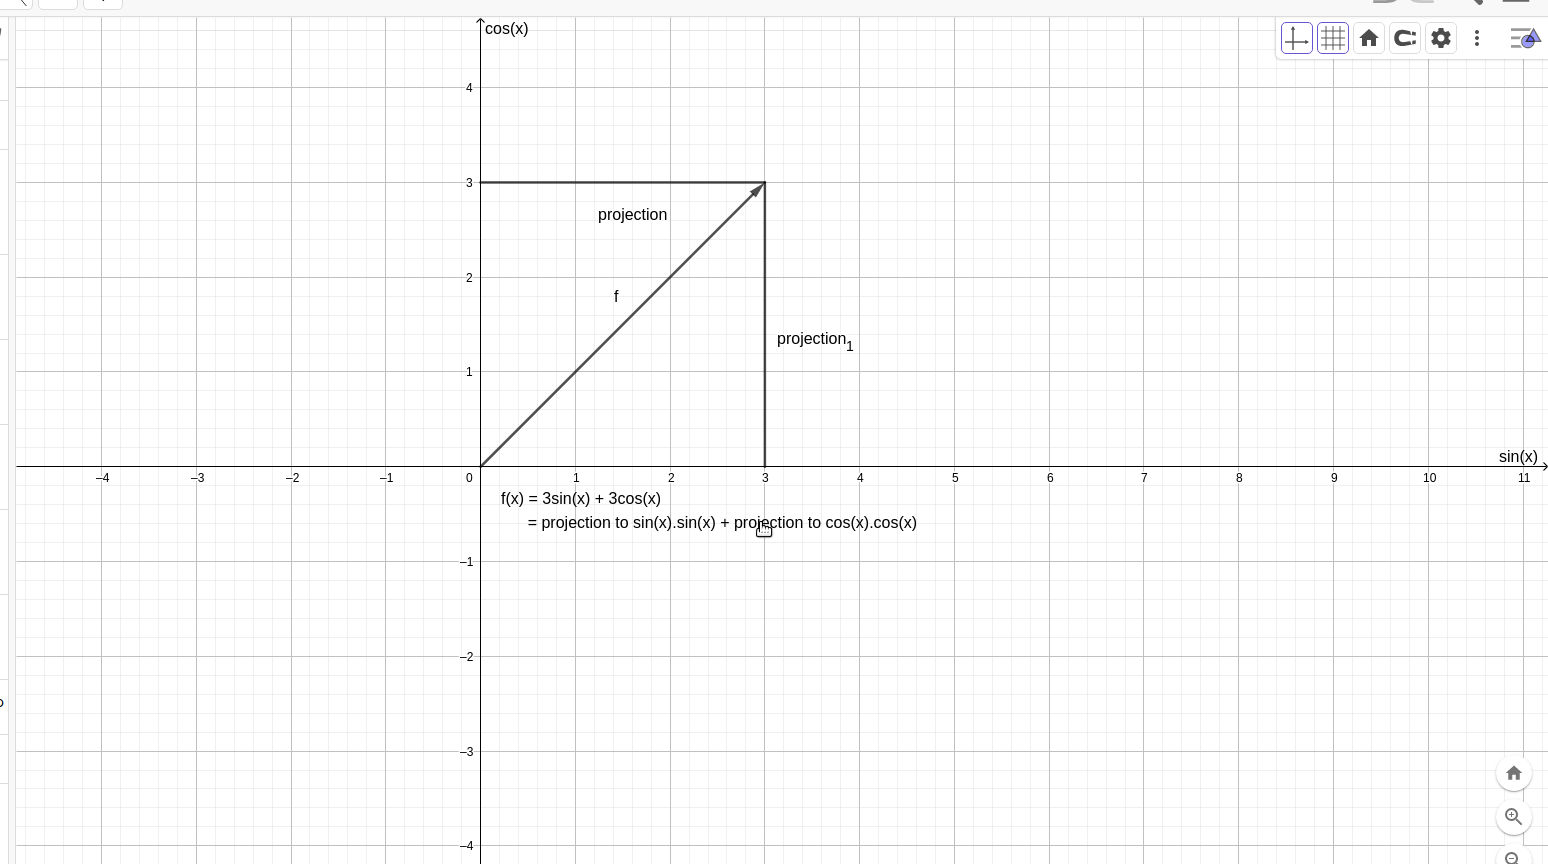 cos(x)
4
3
projection
2
f
projection₁
1
sin(x)
–4 –3 –2 –1 0 1 2 3 4 5 6 7 8 9 10 11
f(x) = 3sin(x) + 3cos(x)
= projection to sin(x).sin(x) + projection to cos(x).cos(x)
–1
–2
–3
–4